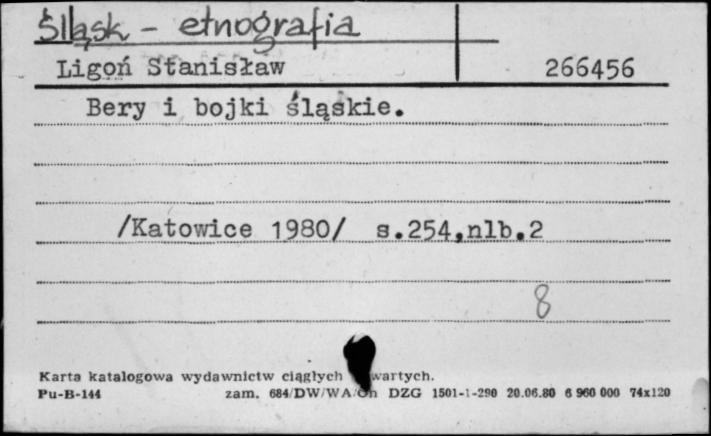 Śląsk - etnografia
Ligoń Stanisław 266456
Bery i bojki śląskie.
/Katowice 1980/ s.254,nlb.2
8
Karta katalogowa wydawnictw ciągłych wartych.
Pu-B-144 zam. 684/DW/WA/Gn DZG 1501-1-290 20.06.80 6 960 000 74x120